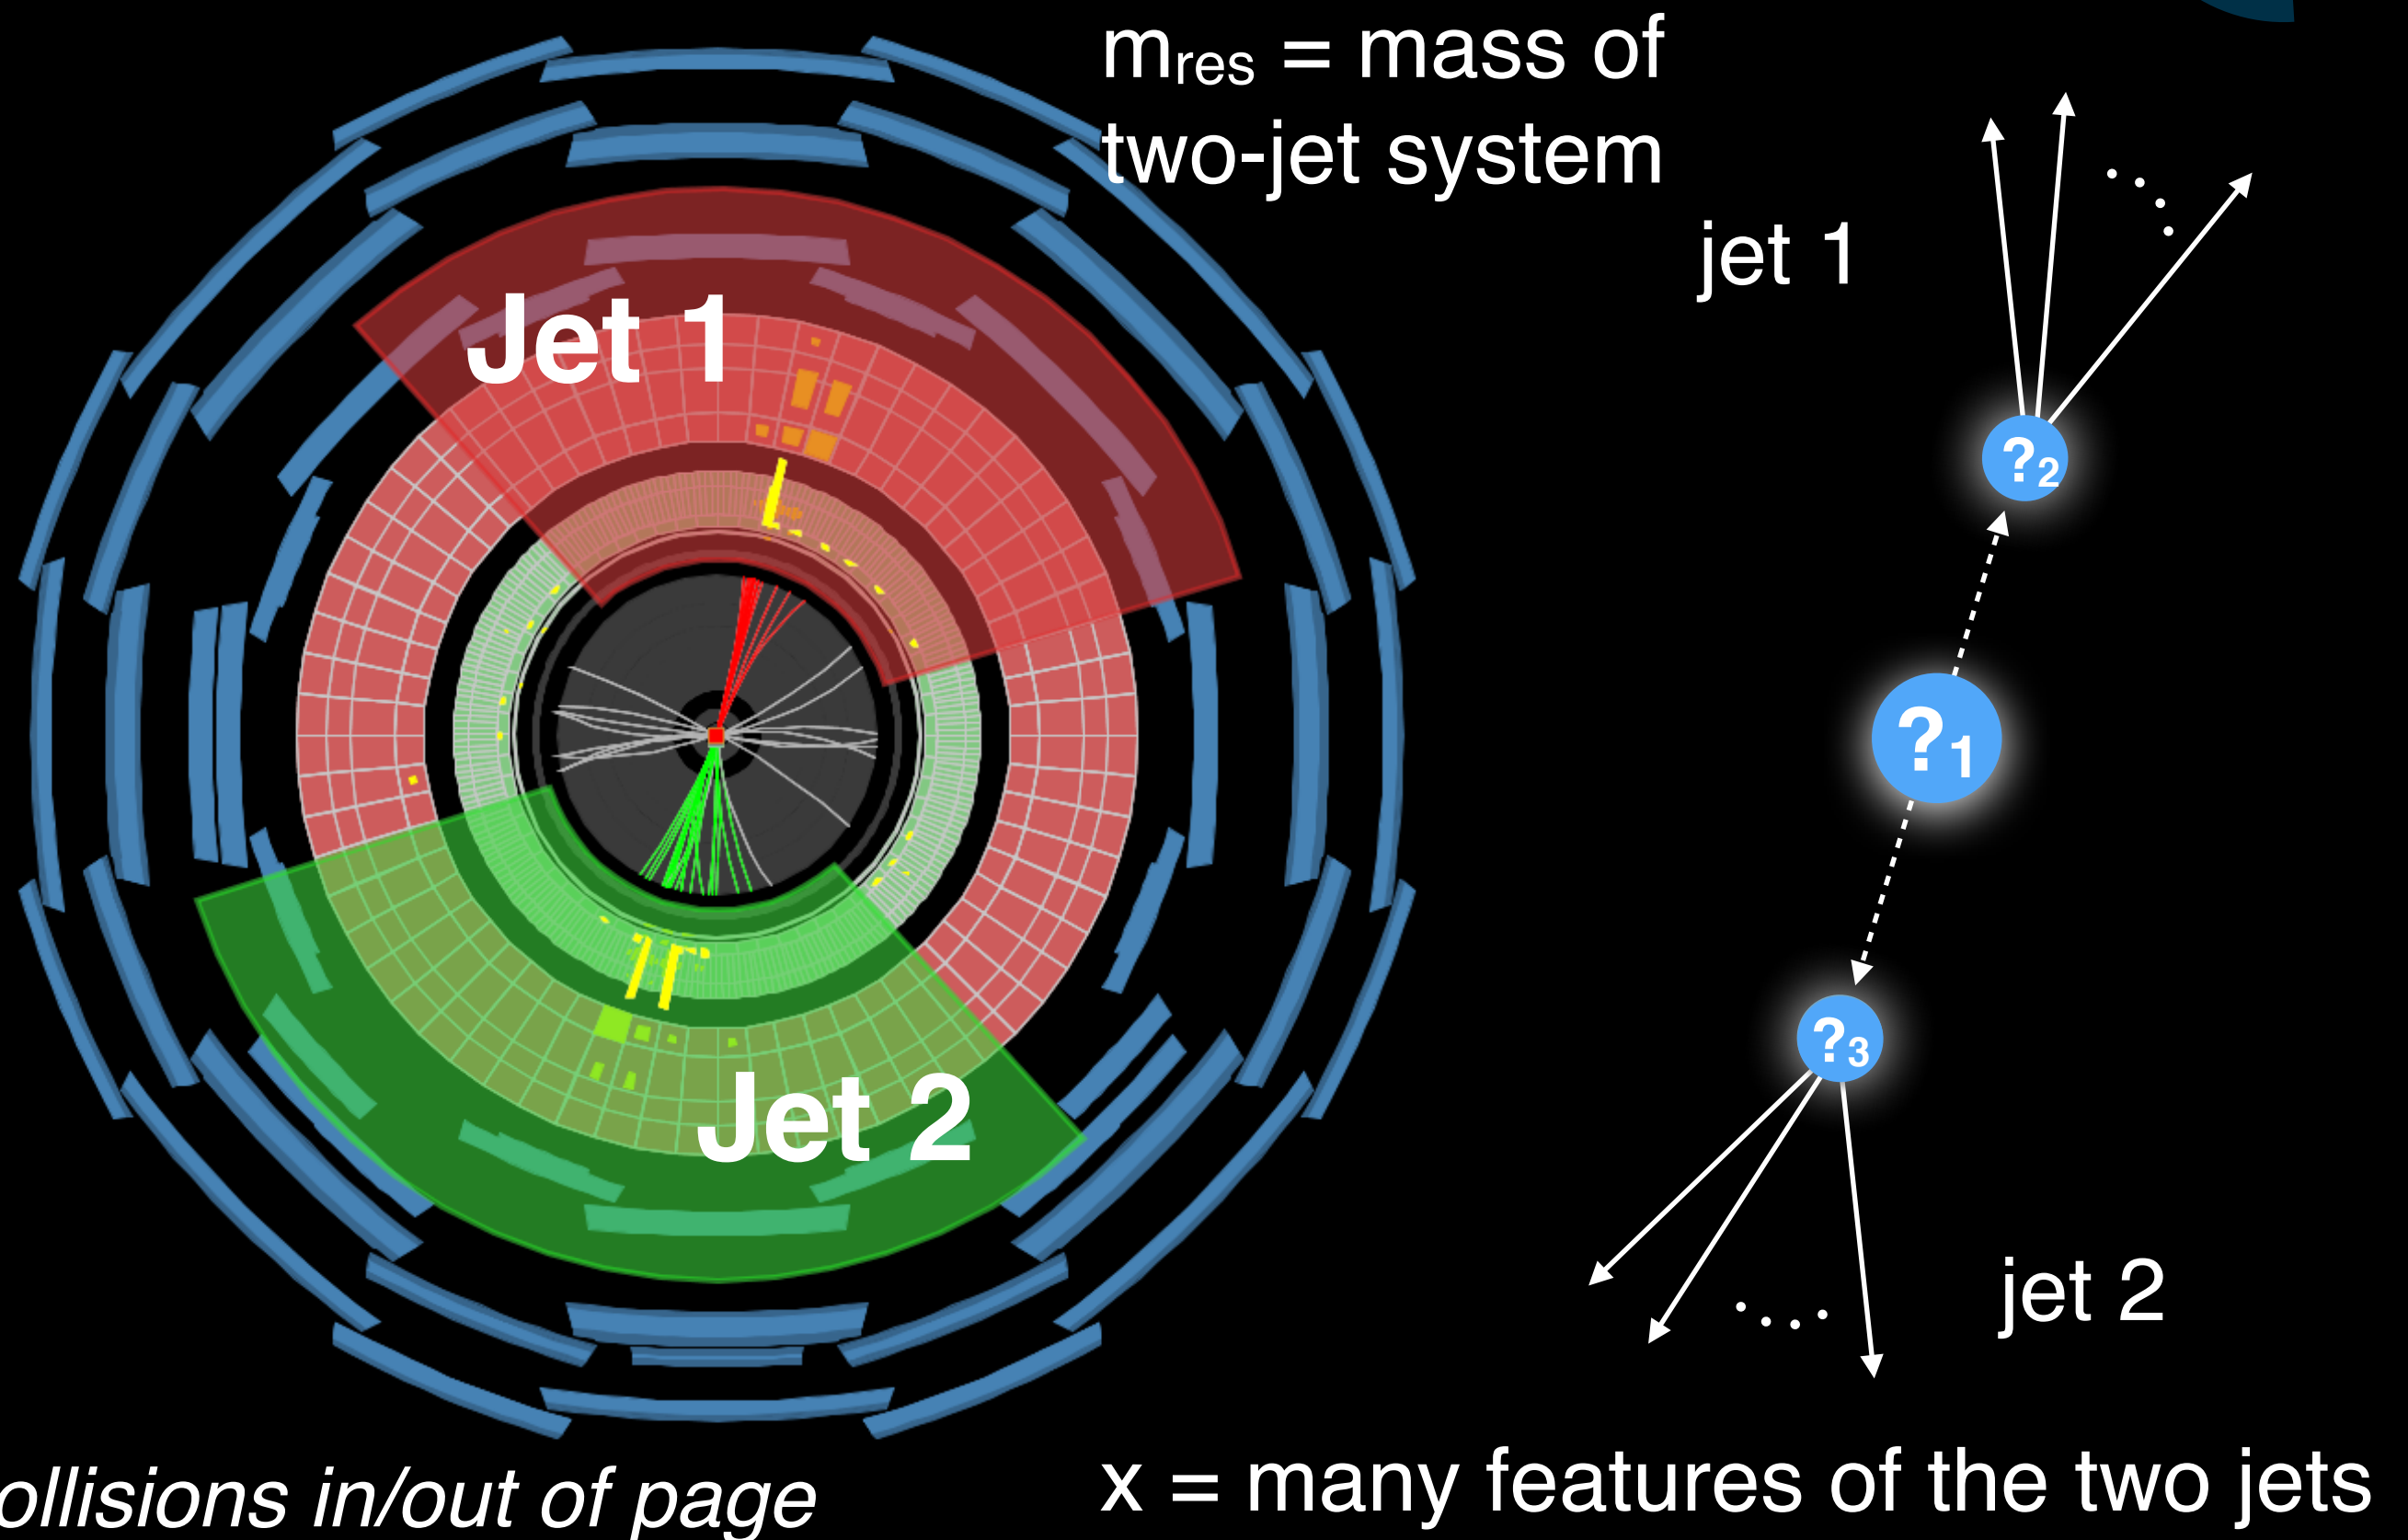 m_res = mass of
two-jet system
jet 1
Jet 1
?2
?1
?3
Jet 2
jet 2
ollisions in/out of page
x = many features of the two jets